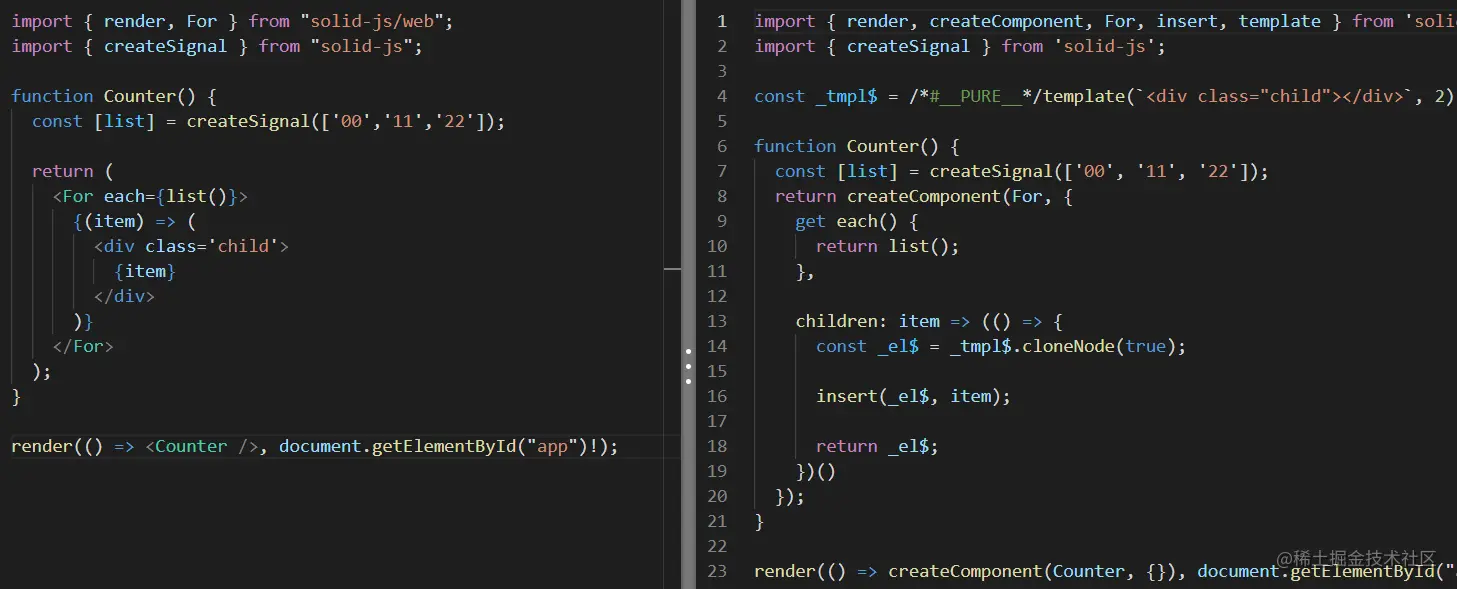 import { render, For } from "solid-js/web";
import { createSignal } from "solid-js";
function Counter() {
const [list] = createSignal(['00','11','22']);
return (
<For each={list()}>
{(item) => (
<div class='child'>
{item}
</div>
)}
</For>
);
}
render(() => <Counter />, document.getElementById("app")!);
1 import { render, createComponent, For, insert, template } from 'soli
2 import { createSignal } from 'solid-js';
3
4 const _tmpl$ = /*#__PURE__*/template(`<div class="child"></div>`, 2)
5
6 function Counter() {
7 const [list] = createSignal(['00', '11', '22']);
8 return createComponent(For, {
9 get each() {
10 return list();
11 },
12
13 children: item => (() => {
14 const _el$ = _tmpl$.cloneNode(true);
15
16 insert(_el$, item);
17
18 return _el$;
19 })()
20 });
21 }
22
23 render(() => createComponent(Counter, {}), document.getElementById("
@稀土掘金技术社区